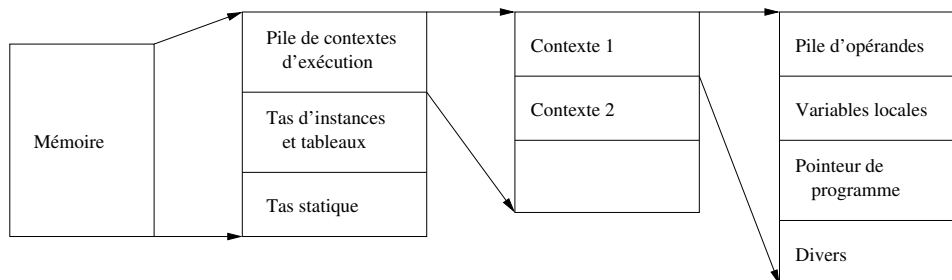 Mémoire
Pile de contextes
d'exécution
Tas d'instances
et tableaux
Tas statique
Contexte 1
Contexte 2
Pile d'opérandes
Variables locales
Pointeur de
programme
Divers